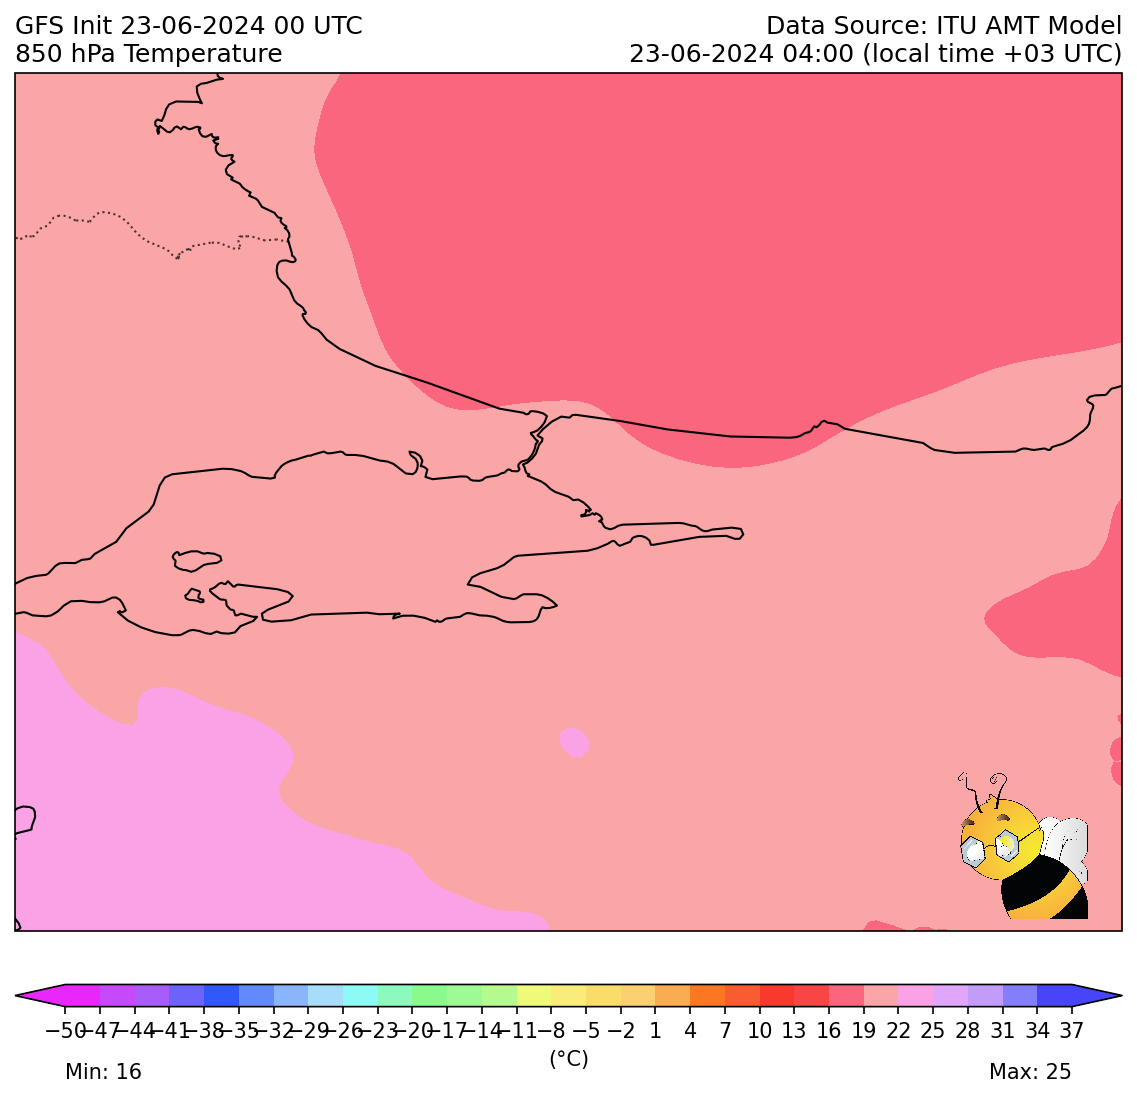 GFS Init 23-06-2024 00 UTC
850 hPa Temperature
Data Source: ITU AMT Model
23-06-2024 04:00 (local time +03 UTC)
−50 −47 −44 −41 −38 −35 −32 −29 −26 −23 −20 −17 −14 −11 −8 −5 −2 1 4 7 10 13 16 19 22 25 28 31 34 37
(°C)
Min: 16
Max: 25